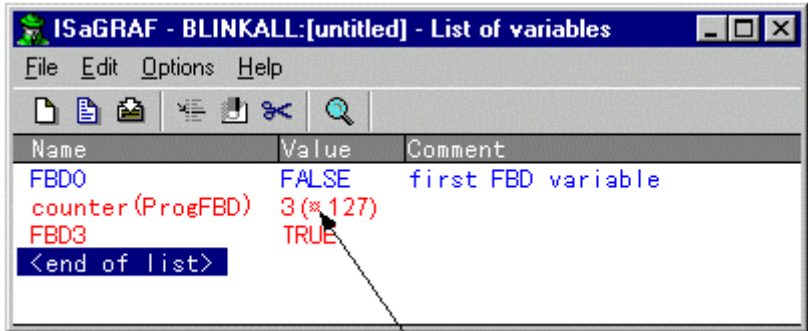 ISaGRAF - BLINKALL:[untitled] - List of variables
File Edit Options Help
Name Value Comment
FBD0 FALSE first FBD variable
counter(ProgFBD) 3(※127)
FBD3 TRUE
<end of list>